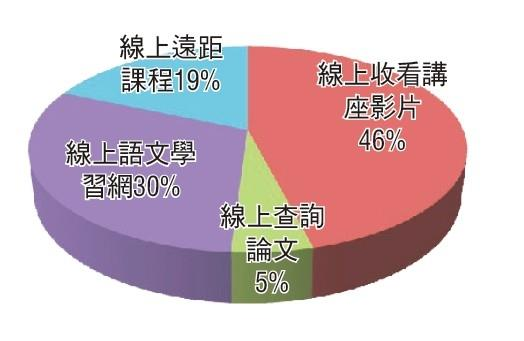 線上遠距
課程19%
線上收看講
座影片
46%
線上語文學
習網30%
線上查詢
論文
5%